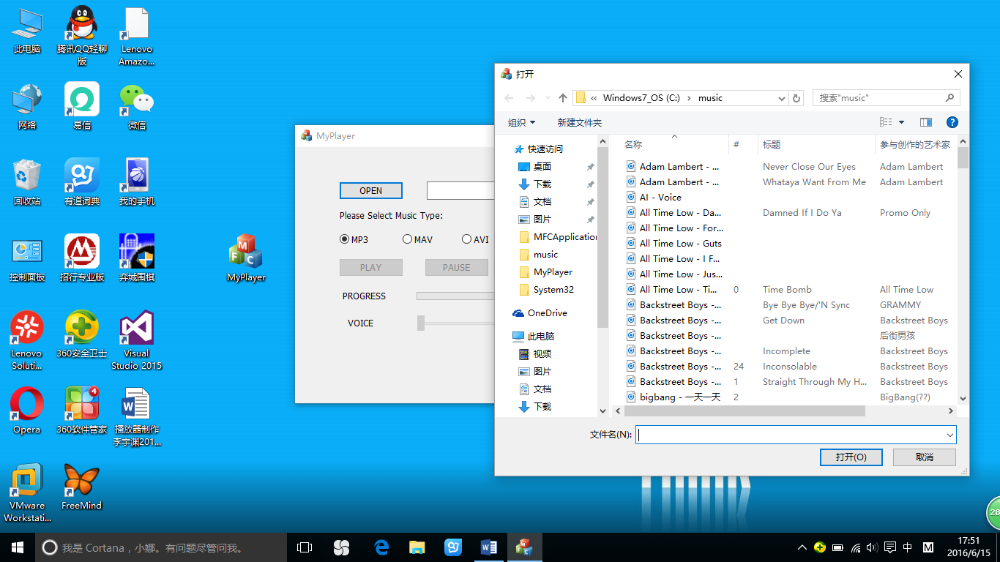 此电脑
腾讯QQ轻聊
版
Lenovo
Amazo...
网络
易信
微信
回收站
有道词典
我的手机
控制面板
招行专业版
弈城围棋
MyPlayer
Lenovo
Soluti...
360安全卫士
Visual
Studio 2015
Opera
4
360软件管家
播放器制作
李宇渊201...
VMware
Workstati...
FreeMind
MyPlayer
OPEN
Please Select Music Type:
MP3
MAV
AVI
PLAY
PAUSE
PROGRESS
VOICE
打开
« Windows7_OS (C:) › music
搜索"music"
组织
新建文件夹
快速访问
桌面
下载
文档
图片
MFCApplication
music
MyPlayer
System32
OneDrive
此电脑
视频
图片
文档
下载
名称 # 标题 参与创作的艺术家
Adam Lambert - ... Never Close Our Eyes Adam Lambert
Adam Lambert - ... Whataya Want From Me Adam Lambert
AI - Voice
All Time Low - Da... Damned If I Do Ya Promo Only
All Time Low - For...
All Time Low - Guts
All Time Low - I F...
All Time Low - Jus...
All Time Low - Ti... 0 Time Bomb All Time Low
Backstreet Boys -... Bye Bye Bye/'N Sync GRAMMY
Backstreet Boys -... Get Down Backstreet Boys
Backstreet Boys -... 后街男孩
Backstreet Boys -... Incomplete Backstreet Boys
Backstreet Boys -... 24 Inconsolable Backstreet Boys
Backstreet Boys -... 1 Straight Through My H... Backstreet Boys
bigbang - 一天一天 2 BigBang(??)
文件名(N):
打开(O)
取消
28
我是 Cortana，小娜。有问题尽管问我。
中
M
17:51
2016/6/15